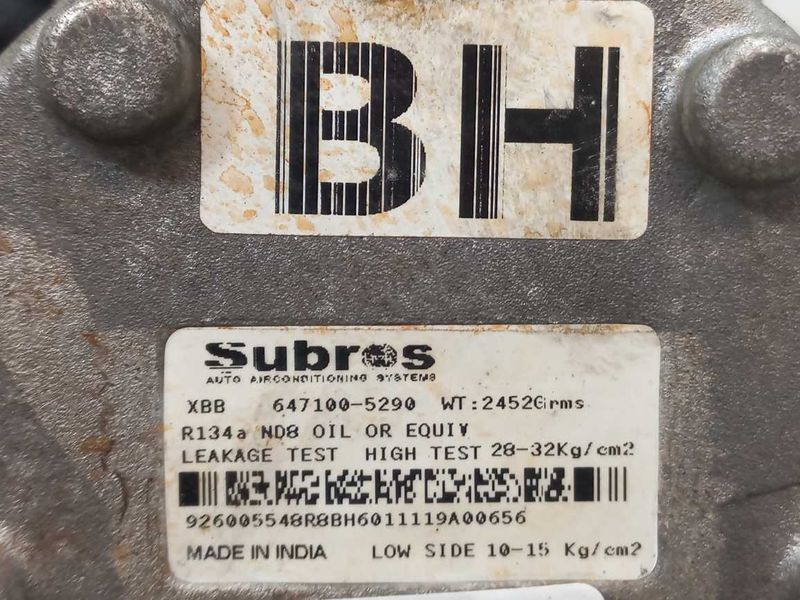 BH
Subros
AUTO AIRCONDITIONING SYSTEMS
XBB 647100-5290 WT:2452Grms
R134a ND8 OIL OR EQUIV
LEAKAGE TEST HIGH TEST 28-32Kg/cm2
926005548R8BH6011119A00656
MADE IN INDIA LOW SIDE 10-15 Kg/cm2